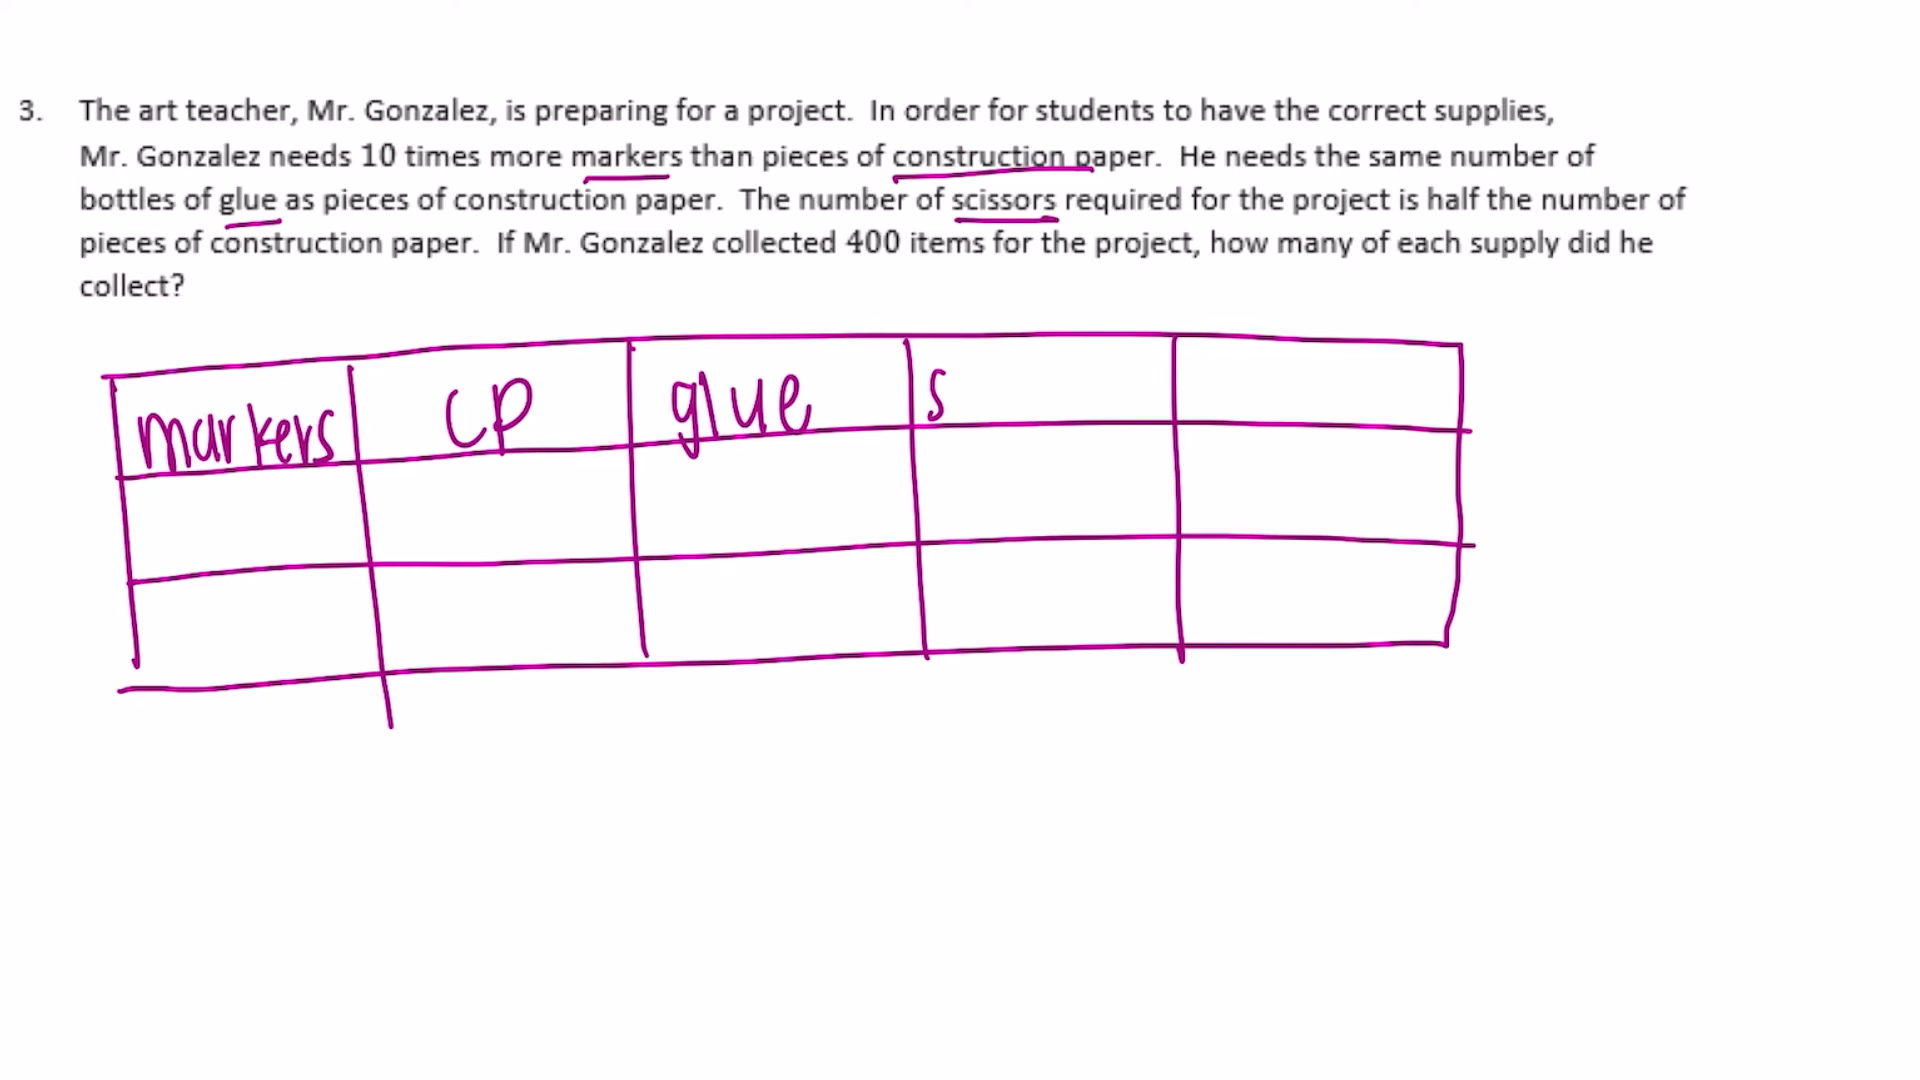 3. The art teacher, Mr. Gonzalez, is preparing for a project. In order for students to have the correct supplies,
Mr. Gonzalez needs 10 times more markers than pieces of construction paper. He needs the same number of
bottles of glue as pieces of construction paper. The number of scissors required for the project is half the number of
pieces of construction paper. If Mr. Gonzalez collected 400 items for the project, how many of each supply did he
collect?
markers CP glue s